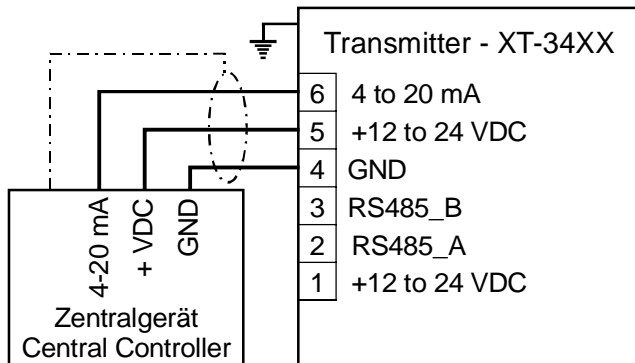 Transmitter - XT-34XX
6 4 to 20 mA
5 +12 to 24 VDC
4 GND
3 RS485_B
2 RS485_A
1 +12 to 24 VDC
4-20 mA
+ VDC
GND
Zentralgerät
Central Controller